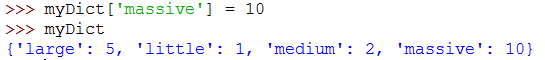 >>> myDict['massive'] = 10
>>> myDict
{'large': 5, 'little': 1, 'medium': 2, 'massive': 10}